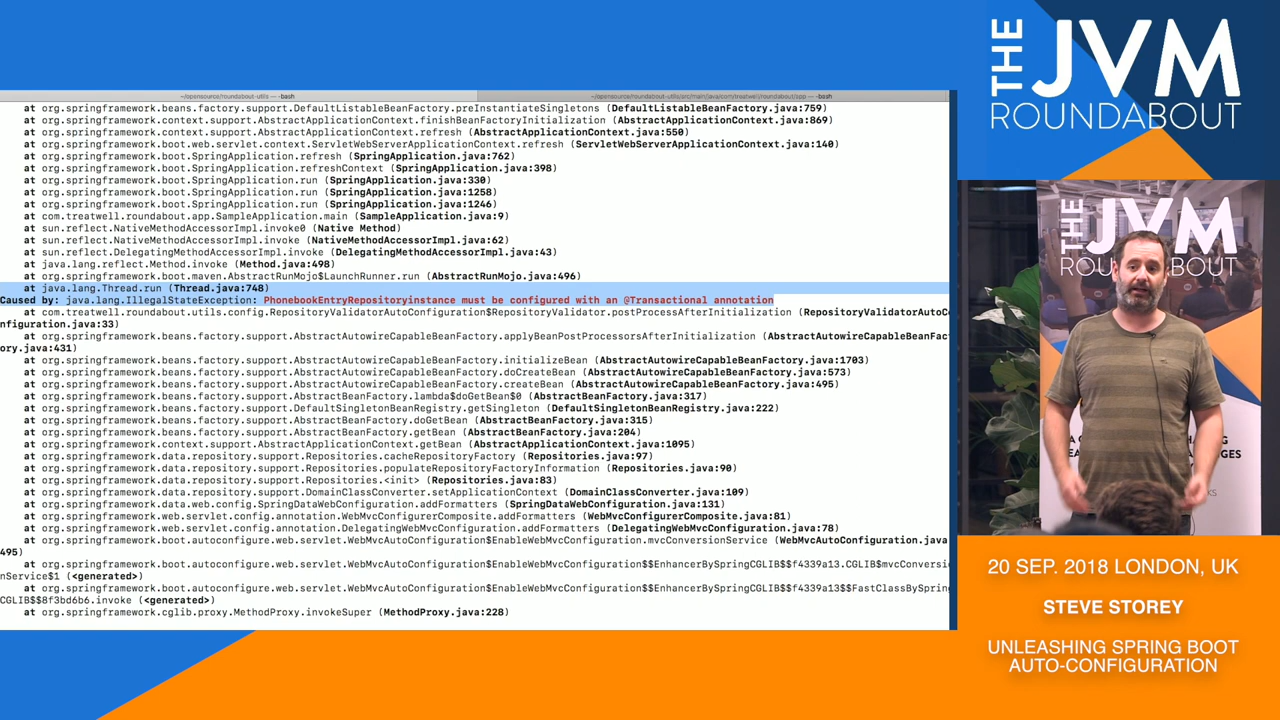 ~/opensource/roundabout-utils — -bash
~/opensource/roundabout-utils/src/main/java/com/treatwell/roundabout/app — -bash
at org.springframework.beans.factory.support.DefaultListableBeanFactory.preInstantiateSingletons (DefaultListableBeanFactory.java:759)
at org.springframework.context.support.AbstractApplicationContext.finishBeanFactoryInitialization (AbstractApplicationContext.java:869)
at org.springframework.context.support.AbstractApplicationContext.refresh (AbstractApplicationContext.java:550)
at org.springframework.boot.web.servlet.context.ServletWebServerApplicationContext.refresh (ServletWebServerApplicationContext.java:140)
at org.springframework.boot.SpringApplication.refresh (SpringApplication.java:762)
at org.springframework.boot.SpringApplication.refreshContext (SpringApplication.java:398)
at org.springframework.boot.SpringApplication.run (SpringApplication.java:330)
at org.springframework.boot.SpringApplication.run (SpringApplication.java:1258)
at org.springframework.boot.SpringApplication.run (SpringApplication.java:1246)
at com.treatwell.roundabout.app.SampleApplication.main (SampleApplication.java:9)
at sun.reflect.NativeMethodAccessorImpl.invoke0 (Native Method)
at sun.reflect.NativeMethodAccessorImpl.invoke (NativeMethodAccessorImpl.java:62)
at sun.reflect.DelegatingMethodAccessorImpl.invoke (DelegatingMethodAccessorImpl.java:43)
at java.lang.reflect.Method.invoke (Method.java:498)
at org.springframework.boot.maven.AbstractRunMojo$LaunchRunner.run (AbstractRunMojo.java:496)
at java.lang.Thread.run (Thread.java:748)
Caused by: java.lang.IllegalStateException: PhonebookEntryRepositoryinstance must be configured with an @Transactional annotation
at com.treatwell.roundabout.utils.config.RepositoryValidatorAutoConfiguration$RepositoryValidator.postProcessAfterInitialization (RepositoryValidatorAutoCo
nfiguration.java:33)
at org.springframework.beans.factory.support.AbstractAutowireCapableBeanFactory.applyBeanPostProcessorsAfterInitialization (AbstractAutowireCapableBeanFact
ory.java:431)
at org.springframework.beans.factory.support.AbstractAutowireCapableBeanFactory.initializeBean (AbstractAutowireCapableBeanFactory.java:1703)
at org.springframework.beans.factory.support.AbstractAutowireCapableBeanFactory.doCreateBean (AbstractAutowireCapableBeanFactory.java:573)
at org.springframework.beans.factory.support.AbstractAutowireCapableBeanFactory.createBean (AbstractAutowireCapableBeanFactory.java:495)
at org.springframework.beans.factory.support.AbstractBeanFactory.lambda$doGetBean$0 (AbstractBeanFactory.java:317)
at org.springframework.beans.factory.support.DefaultSingletonBeanRegistry.getSingleton (DefaultSingletonBeanRegistry.java:222)
at org.springframework.beans.factory.support.AbstractBeanFactory.doGetBean (AbstractBeanFactory.java:315)
at org.springframework.beans.factory.support.AbstractBeanFactory.getBean (AbstractBeanFactory.java:204)
at org.springframework.context.support.AbstractApplicationContext.getBean (AbstractApplicationContext.java:1095)
at org.springframework.data.repository.support.Repositories.cacheRepositoryFactory (Repositories.java:97)
at org.springframework.data.repository.support.Repositories.populateRepositoryFactoryInformation (Repositories.java:90)
at org.springframework.data.repository.support.Repositories.<init> (Repositories.java:83)
at org.springframework.data.repository.support.DomainClassConverter.setApplicationContext (DomainClassConverter.java:109)
at org.springframework.data.web.config.SpringDataWebConfiguration.addFormatters (SpringDataWebConfiguration.java:131)
at org.springframework.web.servlet.config.annotation.WebMvcConfigurerComposite.addFormatters (WebMvcConfigurerComposite.java:81)
at org.springframework.web.servlet.config.annotation.DelegatingWebMvcConfiguration.addFormatters (DelegatingWebMvcConfiguration.java:78)
at org.springframework.boot.autoconfigure.web.servlet.WebMvcAutoConfiguration$EnableWebMvcConfiguration.mvcConversionService (WebMvcAutoConfiguration.java:
495)
at org.springframework.boot.autoconfigure.web.servlet.WebMvcAutoConfiguration$EnableWebMvcConfiguration$$EnhancerBySpringCGLIB$$f4339a13.CGLIB$mvcConversio
nService$1 (<generated>)
at org.springframework.boot.autoconfigure.web.servlet.WebMvcAutoConfiguration$EnableWebMvcConfiguration$$EnhancerBySpringCGLIB$$f4339a13$$FastClassBySpring
CGLIB$$8f3bd6b6.invoke (<generated>)
at org.springframework.cglib.proxy.MethodProxy.invokeSuper (MethodProxy.java:228)
THE JVM
ROUNDABOUT
THE JVM
20 SEP. 2018 LONDON, UK
STEVE STOREY
UNLEASHING SPRING BOOT
AUTO-CONFIGURATION